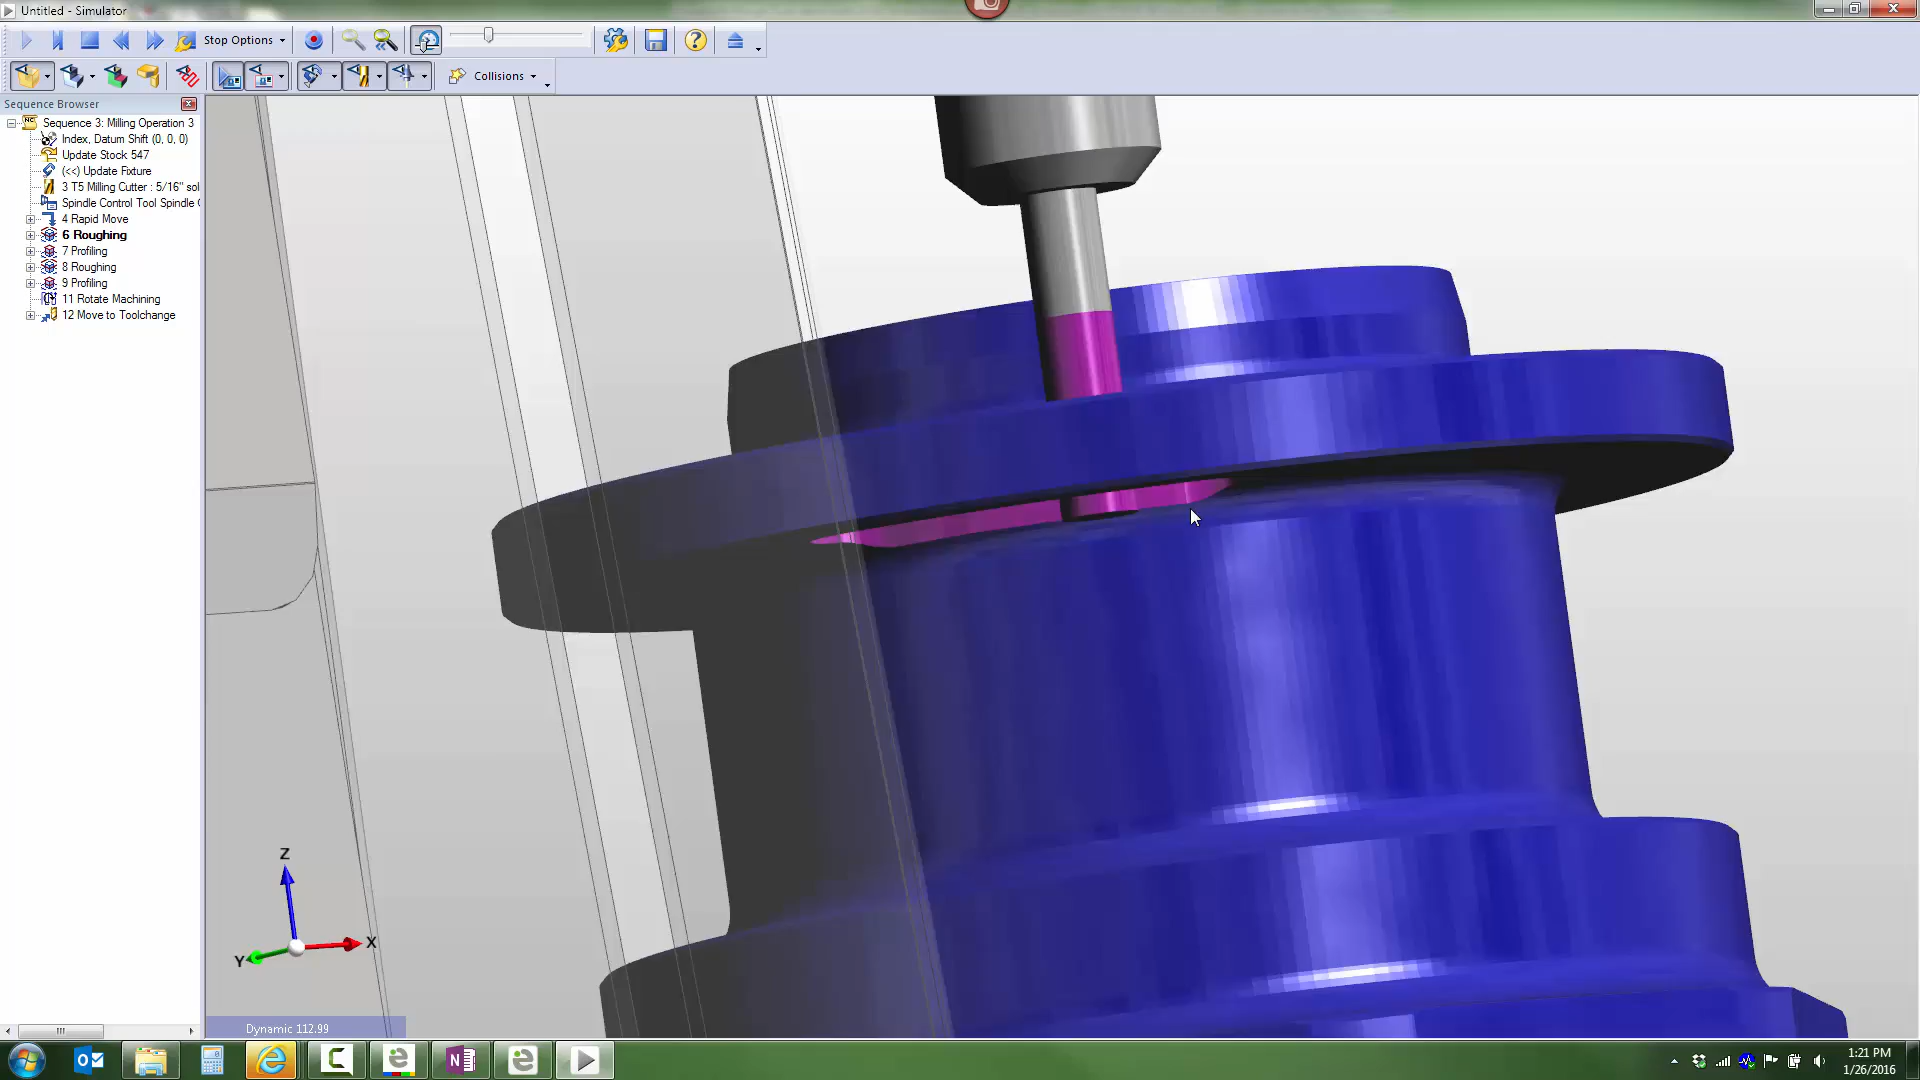 Untitled - Simulator
Stop Options
Collisions
Sequence Browser
Sequence 3: Milling Operation 3
Index, Datum Shift (0, 0, 0)
Update Stock 547
(<<) Update Fixture
3 T5 Milling Cutter : 5/16" sol
Spindle Control Tool Spindle
4 Rapid Move
6 Roughing
7 Profiling
8 Roughing
9 Profiling
11 Rotate Machining
12 Move to Toolchange
Z
X
Y
Dynamic 112.99
1:21 PM
1/26/2016